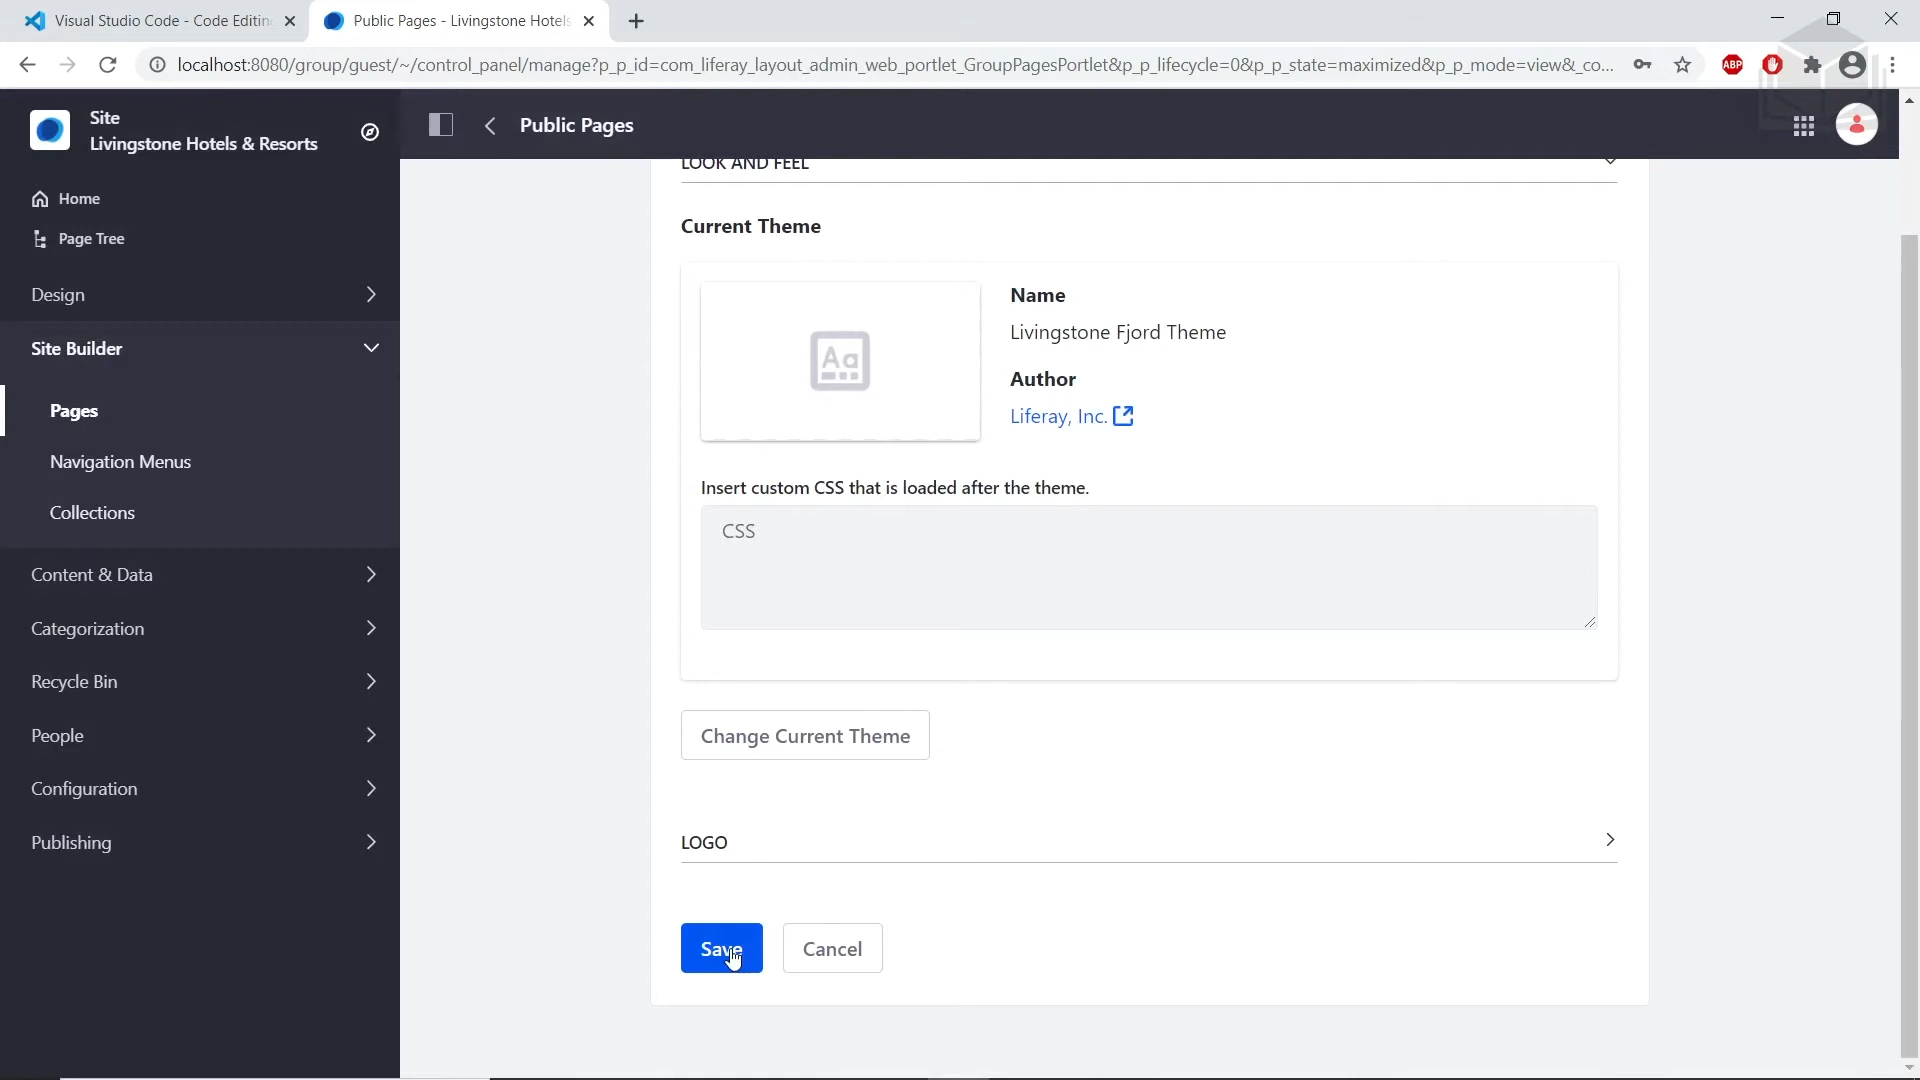 Visual Studio Code - Code Editin
Public Pages - Livingstone Hotels
localhost:8080/group/guest/~/control_panel/manage?p_p_id=com_liferay_layout_admin_web_portlet_GroupPagesPortlet&p_p_lifecycle=0&p_p_state=maximized&p_p_mode=view&_co...
ABP
Site
Livingstone Hotels & Resorts
Public Pages
Home
Page Tree
Design
Site Builder
Pages
Navigation Menus
Collections
Content & Data
Categorization
Recycle Bin
People
Configuration
Publishing
LOOK AND FEEL
Current Theme
Aa
Name
Livingstone Fjord Theme
Author
Liferay, Inc.
Insert custom CSS that is loaded after the theme.
CSS
Change Current Theme
LOGO
Save
Cancel